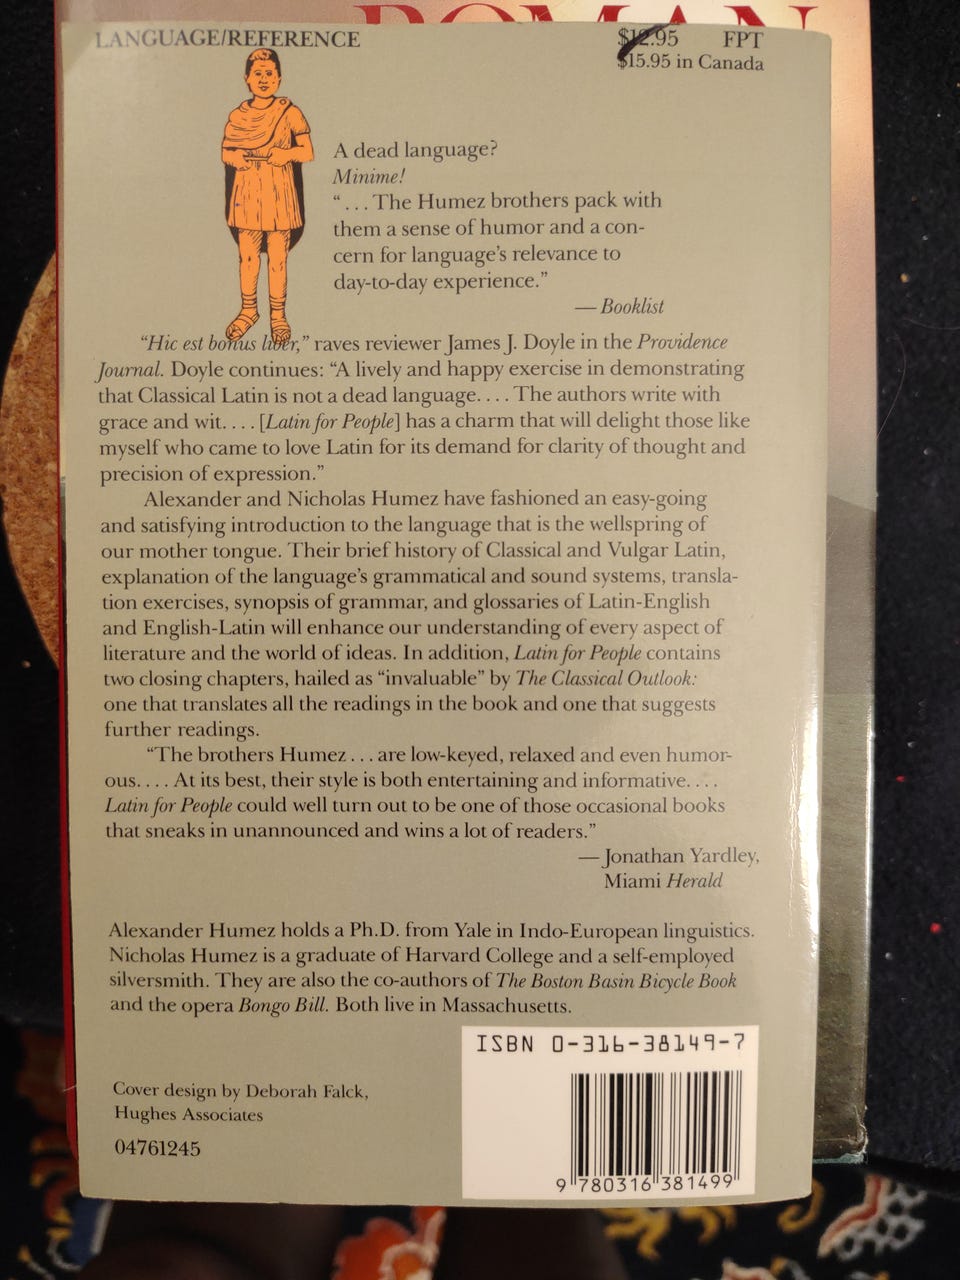 ROMAN
LANGUAGE/REFERENCE
$12.95 FPT
$15.95 in Canada
A dead language?
Minime!
“ . . . The Humez brothers pack with
them a sense of humor and a con-
cern for language’s relevance to
day-to-day experience.”
— Booklist
“Hic est bonus liber,” raves reviewer James J. Doyle in the Providence
Journal. Doyle continues: “A lively and happy exercise in demonstrating
that Classical Latin is not a dead language. . . . The authors write with
grace and wit. . . . [Latin for People] has a charm that will delight those like
myself who came to love Latin for its demand for clarity of thought and
precision of expression.”
Alexander and Nicholas Humez have fashioned an easy-going
and satisfying introduction to the language that is the wellspring of
our mother tongue. Their brief history of Classical and Vulgar Latin,
explanation of the language’s grammatical and sound systems, transla-
tion exercises, synopsis of grammar, and glossaries of Latin-English
and English-Latin will enhance our understanding of every aspect of
literature and the world of ideas. In addition, Latin for People contains
two closing chapters, hailed as “invaluable” by The Classical Outlook:
one that translates all the readings in the book and one that suggests
further readings.
“The brothers Humez . . . are low-keyed, relaxed and even humor-
ous. . . . At its best, their style is both entertaining and informative. . . .
Latin for People could well turn out to be one of those occasional books
that sneaks in unannounced and wins a lot of readers.”
— Jonathan Yardley,
Miami Herald
Alexander Humez holds a Ph.D. from Yale in Indo-European linguistics.
Nicholas Humez is a graduate of Harvard College and a self-employed
silversmith. They are also the co-authors of The Boston Basin Bicycle Book
and the opera Bongo Bill. Both live in Massachusetts.
ISBN 0-316-38149-7
Cover design by Deborah Falck,
Hughes Associates
04761245
9 780316 381499